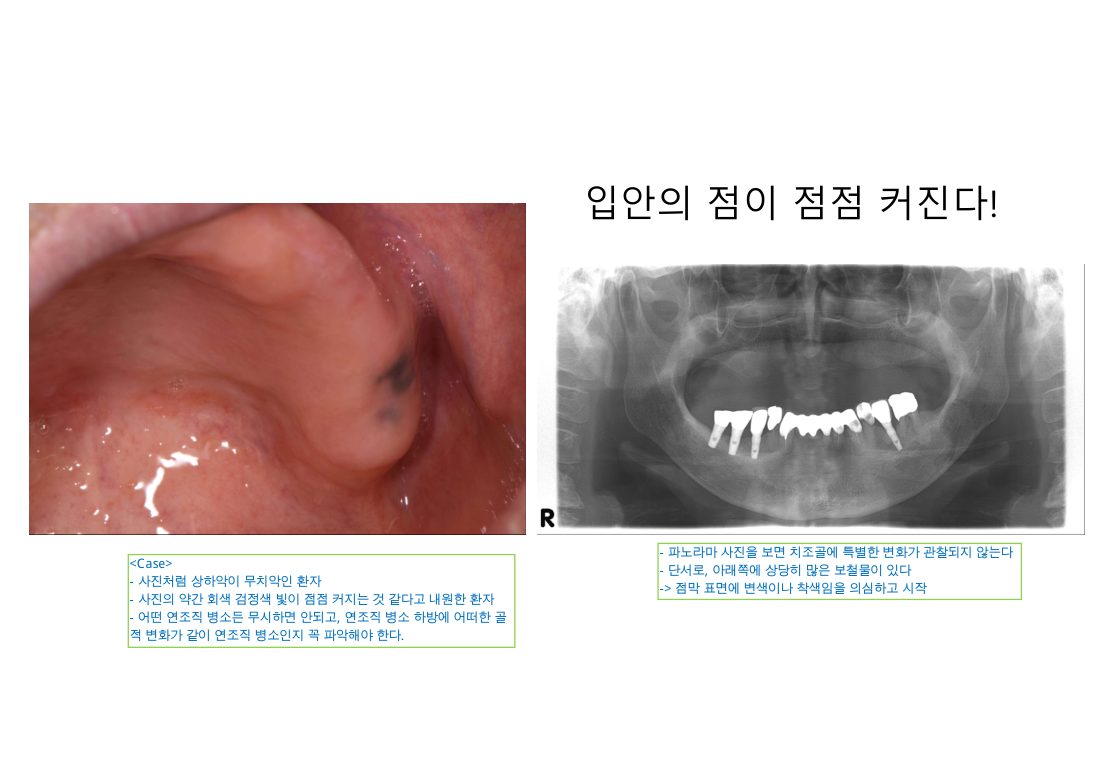 입안의 점이 점점 커진다!
R
<Case>
- 사진처럼 상하악이 무치악인 환자
- 사진의 약간 회색 검정색 빛이 점점 커지는 것 같다고 내원한 환자
- 어떤 연조직 병소든 무시하면 안되고, 연조직 병소 하방에 어떠한 골
적 변화가 같이 연조직 병소인지 꼭 파악해야 한다.
- 파노라마 사진을 보면 치조골에 특별한 변화가 관찰되지 않는다
- 단서로, 아래쪽에 상당히 많은 보철물이 있다
-> 점막 표면에 변색이나 착색임을 의심하고 시작